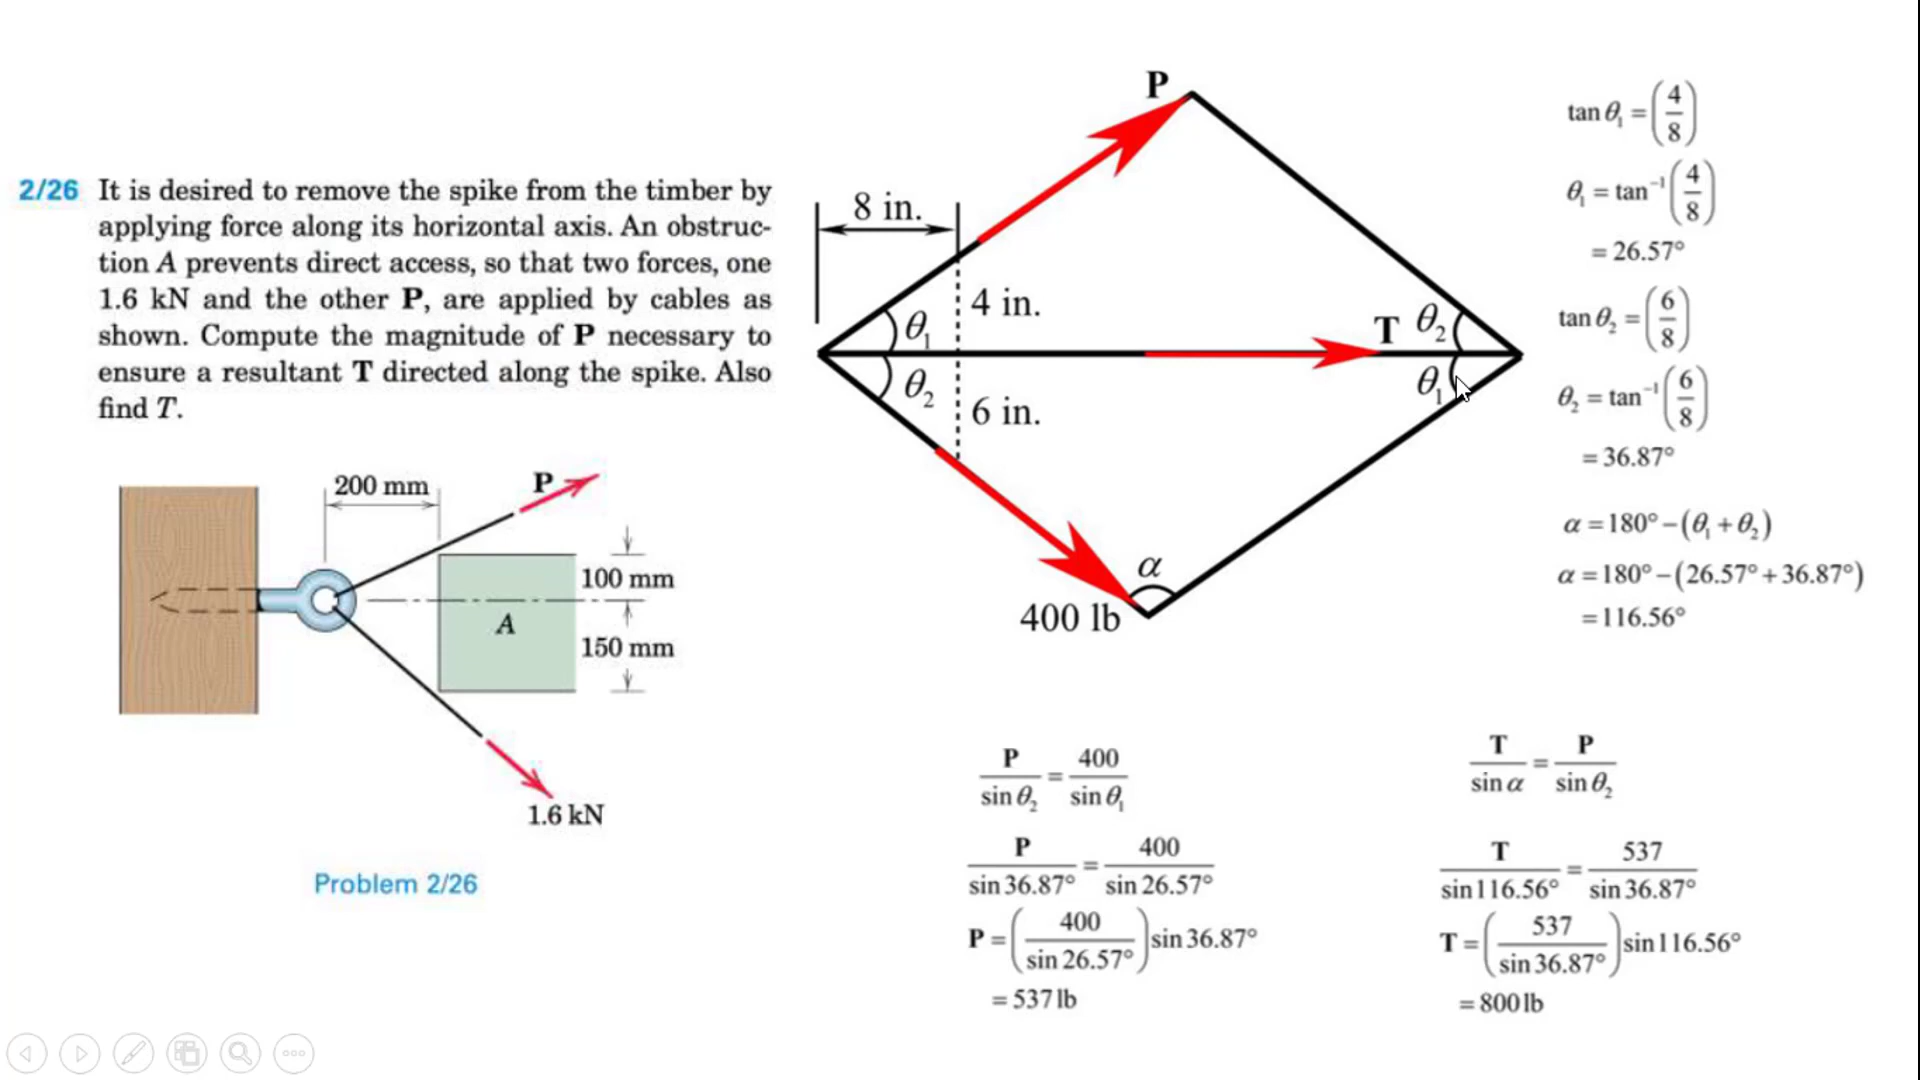 2/26 It is desired to remove the spike from the timber by
applying force along its horizontal axis. An obstruc-
tion A prevents direct access, so that two forces, one
1.6 kN and the other P, are applied by cables as
shown. Compute the magnitude of P necessary to
ensure a resultant T directed along the spike. Also
find T.
200 mm
P
100 mm
A
150 mm
1.6 kN
Problem 2/26
P
8 in.
4 in.
θ₁
T
θ₂
θ₂
θ₁
6 in.
α
400 lb
tan θ₁ = (4/8)
θ₁ = tan⁻¹(4/8)
= 26.57°
tan θ₂ = (6/8)
θ₂ = tan⁻¹(6/8)
= 36.87°
α = 180° − (θ₁ + θ₂)
α = 180° − (26.57° + 36.87°)
= 116.56°
P/sin θ₂ = 400/sin θ₁
P/sin 36.87° = 400/sin 26.57°
P = (400/sin 26.57°) sin 36.87°
= 537 lb
T/sin α = P/sin θ₂
T/sin 116.56° = 537/sin 36.87°
T = (537/sin 36.87°) sin 116.56°
= 800 lb